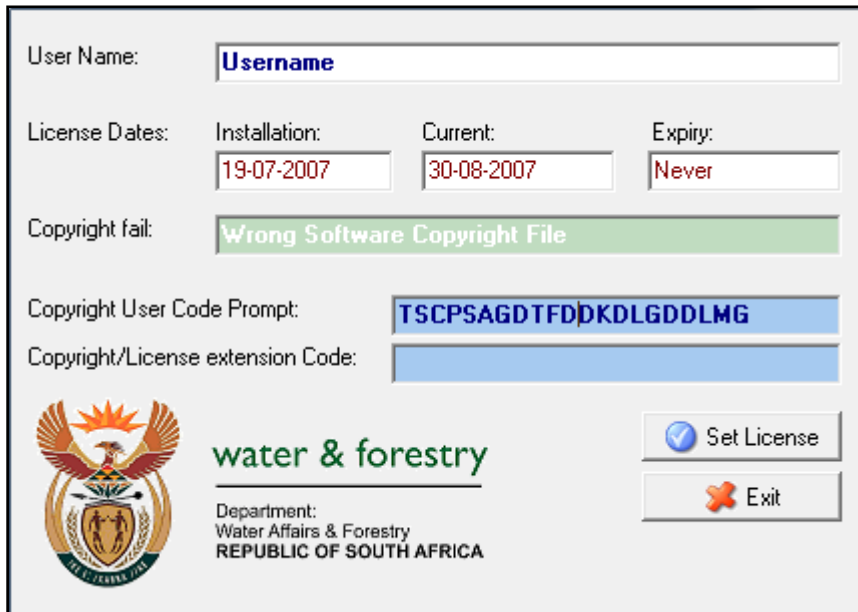 User Name: Username
License Dates: Installation: Current: Expiry:
19-07-2007 30-08-2007 Never
Copyright fail: Wrong Software Copyright File
Copyright User Code Prompt: TSCPSAGDTFDDKDLGDDLMG
Copyright/License extension Code:
Set License
water & forestry
Exit
Department:
Water Affairs & Forestry
REPUBLIC OF SOUTH AFRICA